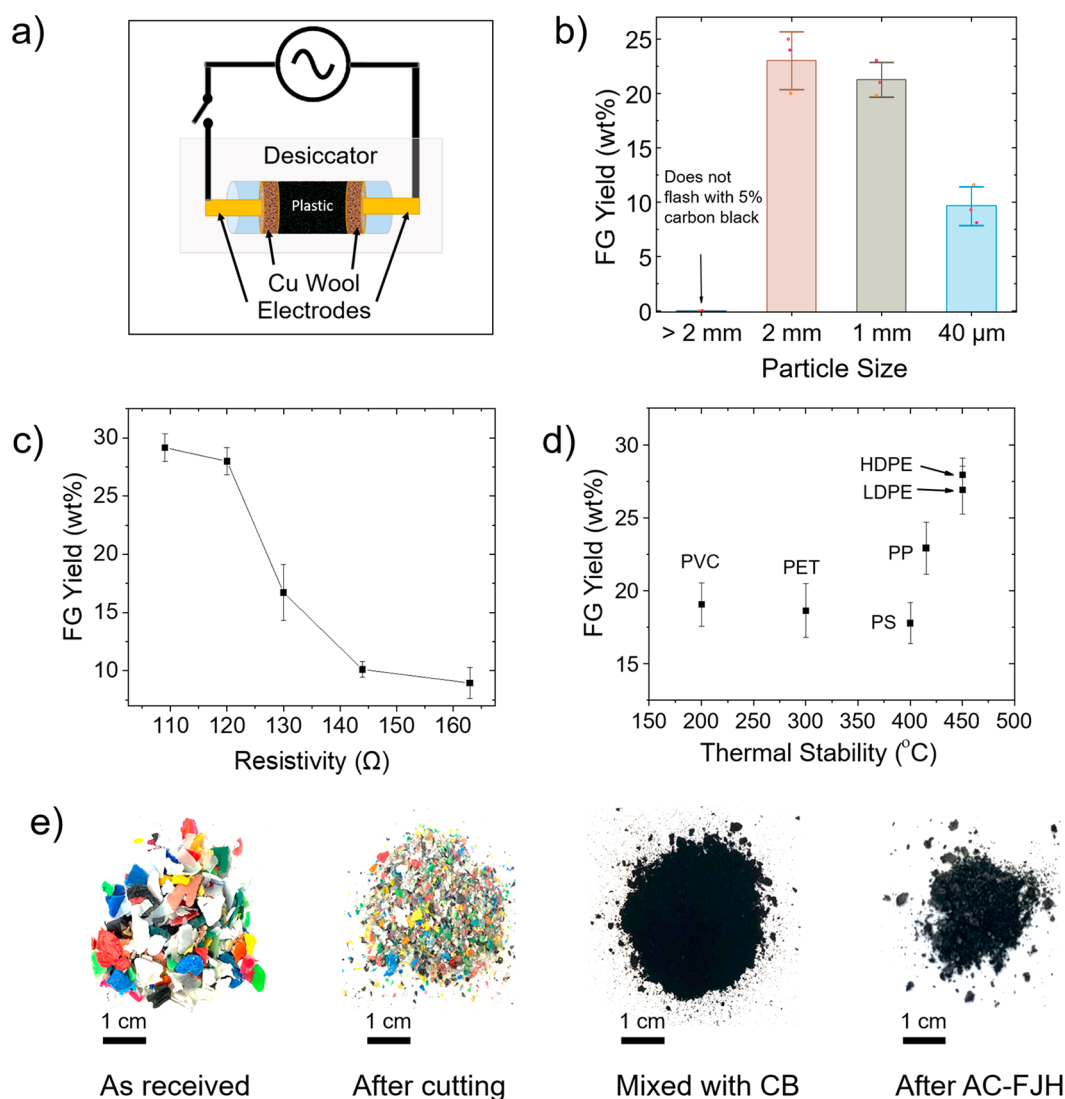 a)
Desiccator
Plastic
Cu Wool
Electrodes
b)
FG Yield (wt%)
25
20
15
10
5
0
Does not
flash with 5%
carbon black
> 2 mm
2 mm
1 mm
40 μm
Particle Size
c)
FG Yield (wt%)
30
25
20
15
10
110
120
130
140
150
160
Resistivity (Ω)
d)
FG Yield (wt%)
30
25
20
15
HDPE
LDPE
PP
PVC
PET
PS
150
200
250
300
350
400
450
500
Thermal Stability (°C)
e)
1 cm
1 cm
1 cm
1 cm
As received
After cutting
Mixed with CB
After AC-FJH